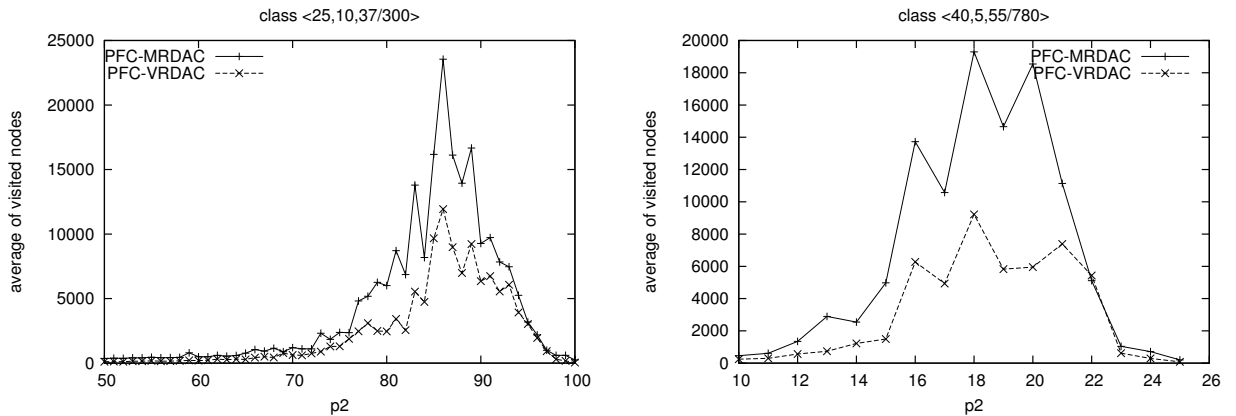 class <25,10,37/300>
PFC-MRDAC
PFC-VRDAC
25000
20000
15000
10000
5000
0
50 60 70 80 90 100
average of visited nodes
p2
class <40,5,55/780>
PFC-MRDAC
PFC-VRDAC
20000
18000
16000
14000
12000
10000
8000
6000
4000
2000
0
10 12 14 16 18 20 22 24 26
average of visited nodes
p2